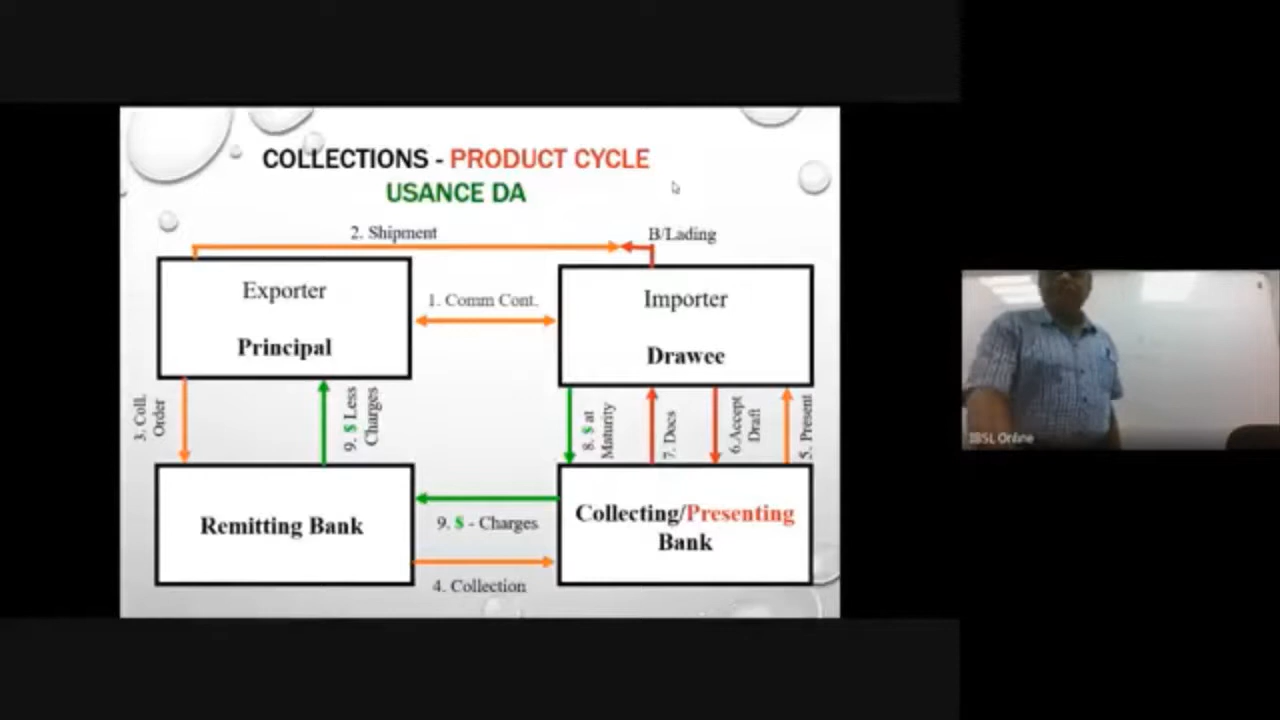 COLLECTIONS - PRODUCT CYCLE
USANCE DA
2. Shipment
B/Lading
Exporter
Principal
1. Comm Cont.
Importer
Drawee
3. Coll.
Order
9. $ Less
Charges
8. $ at
Maturity
7. Docs
6.Accept
Draft
5. Present
Remitting Bank
9. $ - Charges
4. Collection
Collecting/Presenting
Bank
IBSL Online